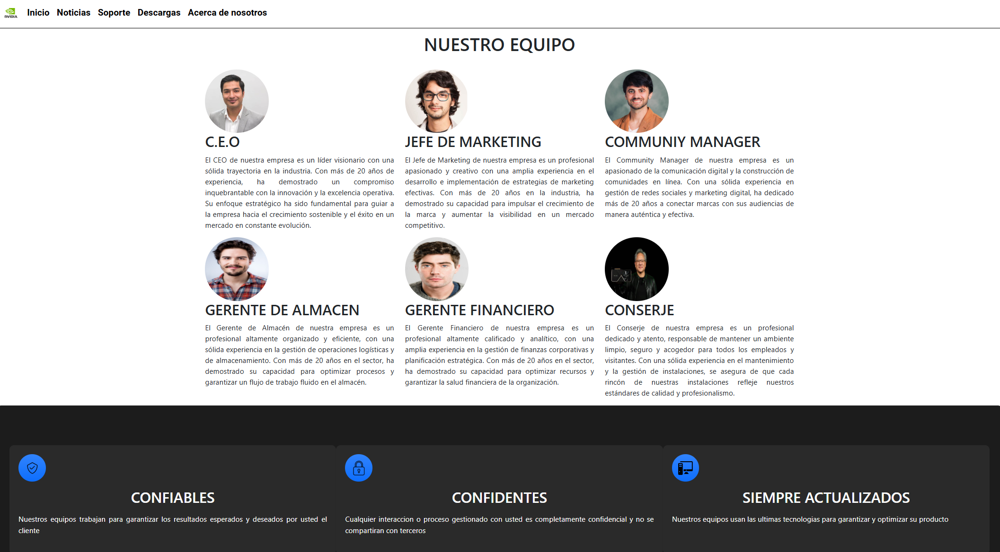 NVIDIA Inicio Noticias Soporte Descargas Acerca de nosotros
NUESTRO EQUIPO
C.E.O
El CEO de nuestra empresa es un líder visionario con una
sólida trayectoria en la industria. Con más de 20 años de
experiencia, ha demostrado un compromiso
inquebrantable con la innovación y la excelencia operativa.
Su enfoque estratégico ha sido fundamental para guiar a
la empresa hacia el crecimiento sostenible y el éxito en un
mercado en constante evolución.
JEFE DE MARKETING
El Jefe de Marketing de nuestra empresa es un profesional
apasionado y creativo con una amplia experiencia en el
desarrollo e implementación de estrategias de marketing
efectivas. Con más de 20 años en la industria, ha
demostrado su capacidad para impulsar el crecimiento de
la marca y aumentar la visibilidad en un mercado
competitivo.
COMMUNIY MANAGER
El Community Manager de nuestra empresa es un
apasionado de la comunicación digital y la construcción de
comunidades en línea. Con una sólida experiencia en
gestión de redes sociales y marketing digital, ha dedicado
más de 20 años a conectar marcas con sus audiencias de
manera auténtica y efectiva.
GERENTE DE ALMACEN
El Gerente de Almacén de nuestra empresa es un
profesional altamente organizado y eficiente, con una
sólida experiencia en la gestión de operaciones logísticas y
de almacenamiento. Con más de 20 años en el sector, ha
demostrado su capacidad para optimizar procesos y
garantizar un flujo de trabajo fluido en el almacén.
GERENTE FINANCIERO
El Gerente Financiero de nuestra empresa es un
profesional altamente calificado y analítico, con una
amplia experiencia en la gestión de finanzas corporativas y
planificación estratégica. Con más de 20 años en el sector,
ha demostrado su capacidad para optimizar recursos y
garantizar la salud financiera de la organización.
CONSERJE
El Conserje de nuestra empresa es un profesional
dedicado y atento, responsable de mantener un ambiente
limpio, seguro y acogedor para todos los empleados y
visitantes. Con una sólida experiencia en el mantenimiento
y la gestión de instalaciones, se asegura de que cada
rincón de nuestras instalaciones refleje nuestros
estándares de calidad y profesionalismo.
CONFIABLES
Nuestros equipos trabajan para garantizar los resultados esperados y deseados por usted el
cliente
CONFIDENTES
Cualquier interaccion o proceso gestionado con usted es completamente confidencial y no se
compartiran con terceros
SIEMPRE ACTUALIZADOS
Nuestros equipos usan las ultimas tecnologias para garantizar y optimizar su producto